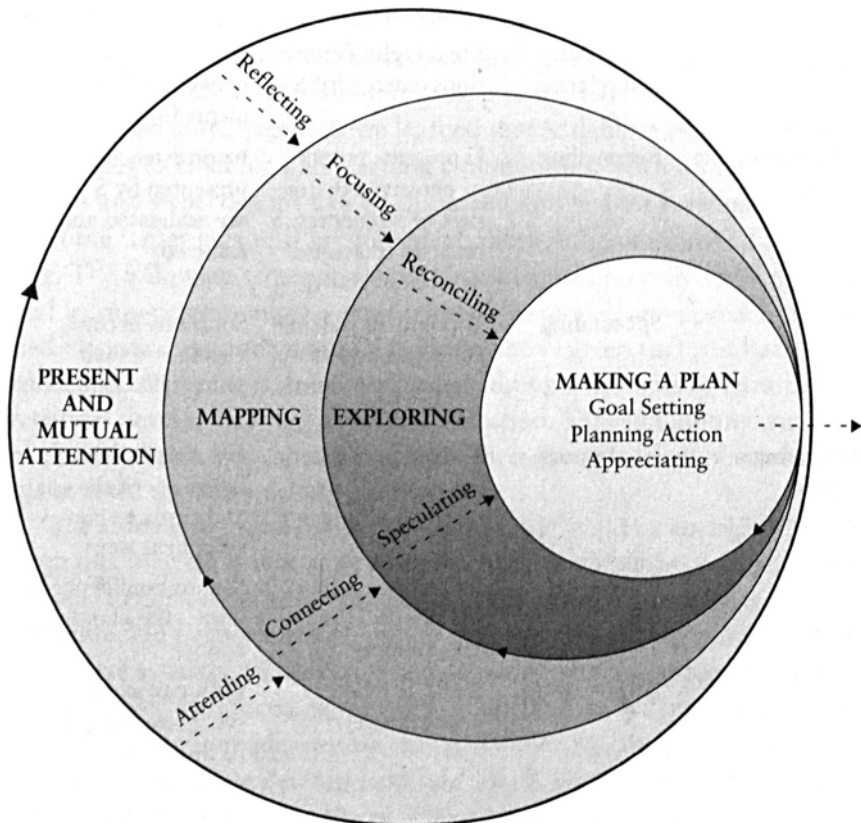 Reflecting
Focusing
Reconciling
PRESENT
AND
MUTUAL
ATTENTION
MAPPING
EXPLORING
MAKING A PLAN
Goal Setting
Planning Action
Appreciating
Speculating
Connecting
Attending